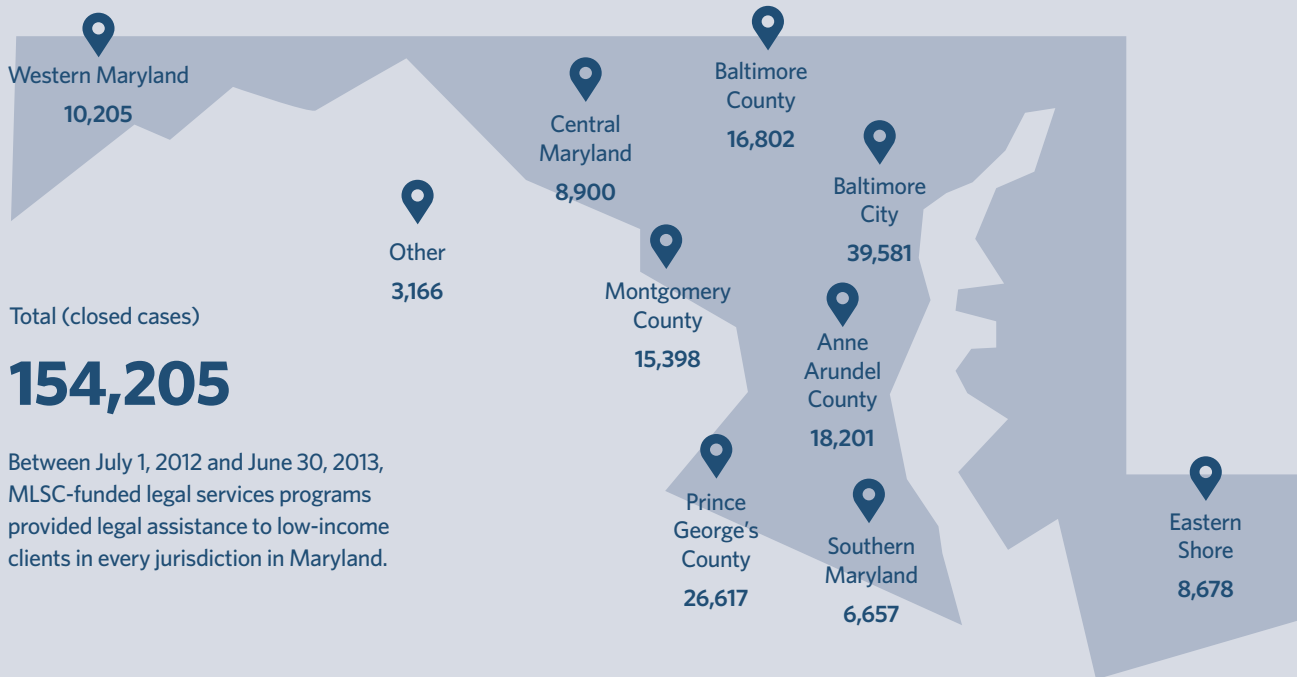 Western Maryland
10,205
Central
Maryland
8,900
Baltimore
County
16,802
Baltimore
City
39,581
Other
3,166
Montgomery
County
15,398
Anne
Arundel
County
18,201
Prince
George's
County
26,617
Southern
Maryland
6,657
Eastern
Shore
8,678
Total (closed cases)
154,205
Between July 1, 2012 and June 30, 2013,
MLSC-funded legal services programs
provided legal assistance to low-income
clients in every jurisdiction in Maryland.